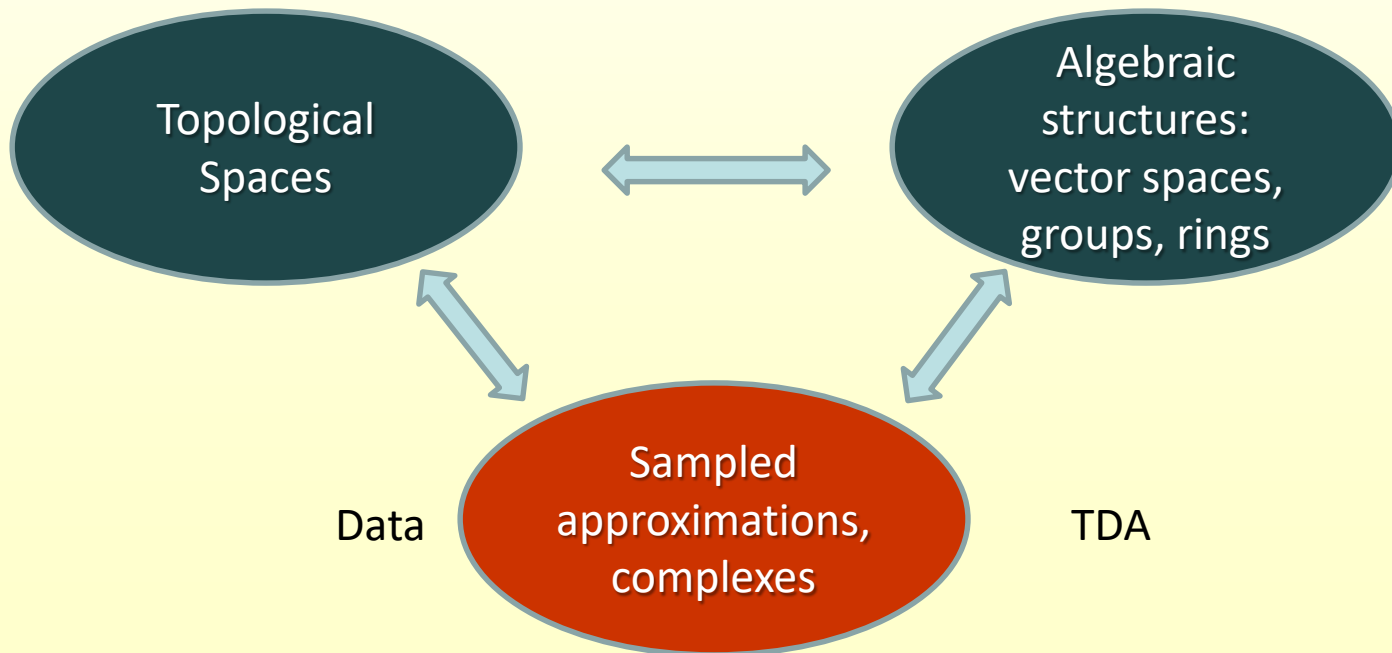 Topological
Spaces
Algebraic
structures:
vector spaces,
groups, rings
Sampled
approximations,
complexes
Data
TDA